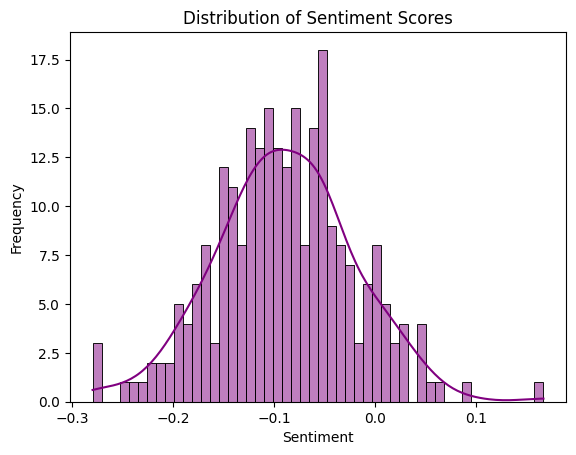 Distribution of Sentiment Scores
Frequency
17.5
15.0
12.5
10.0
7.5
5.0
2.5
0.0
−0.3 −0.2 −0.1 0.0 0.1
Sentiment